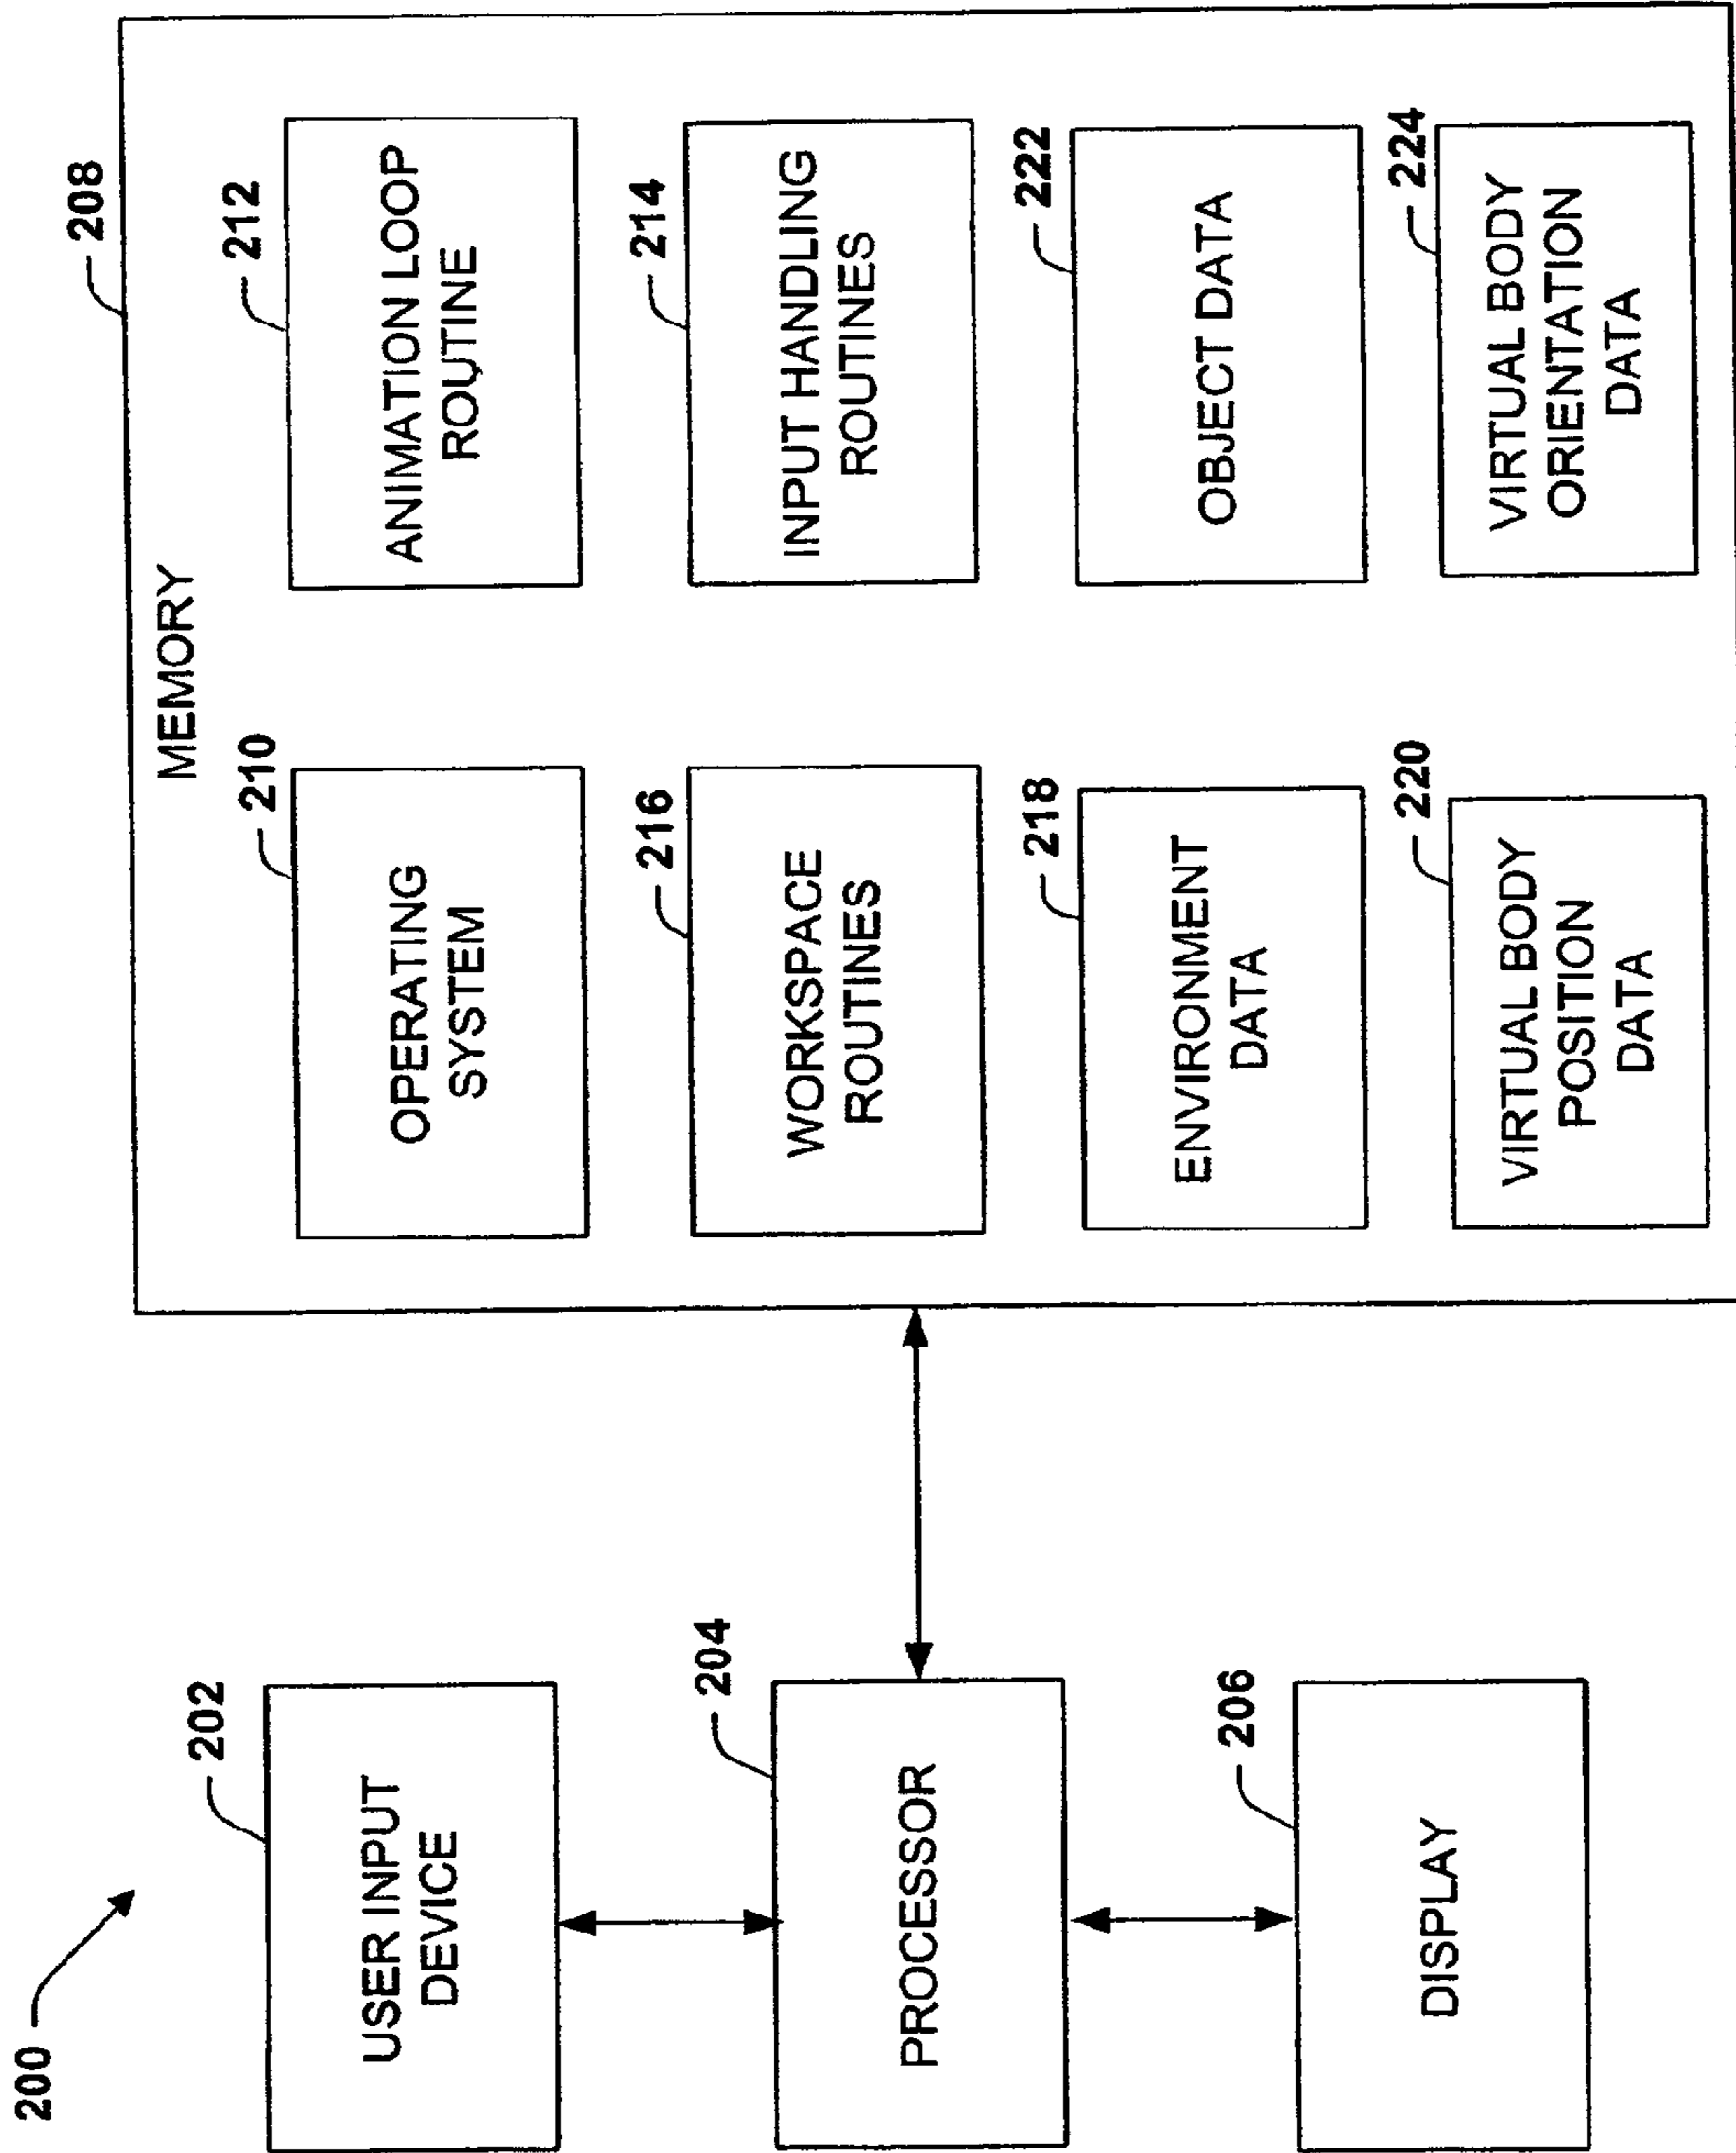 200
202
USER INPUT
DEVICE
204
PROCESSOR
206
DISPLAY
208
MEMORY
210
OPERATING
SYSTEM
212
ANIMATION LOOP
ROUTINE
216
WORKSPACE
ROUTINES
214
INPUT HANDLING
ROUTINES
218
ENVIRONMENT
DATA
222
OBJECT DATA
220
VIRTUAL BODY
POSITION
DATA
224
VIRTUAL BODY
ORIENTATION
DATA